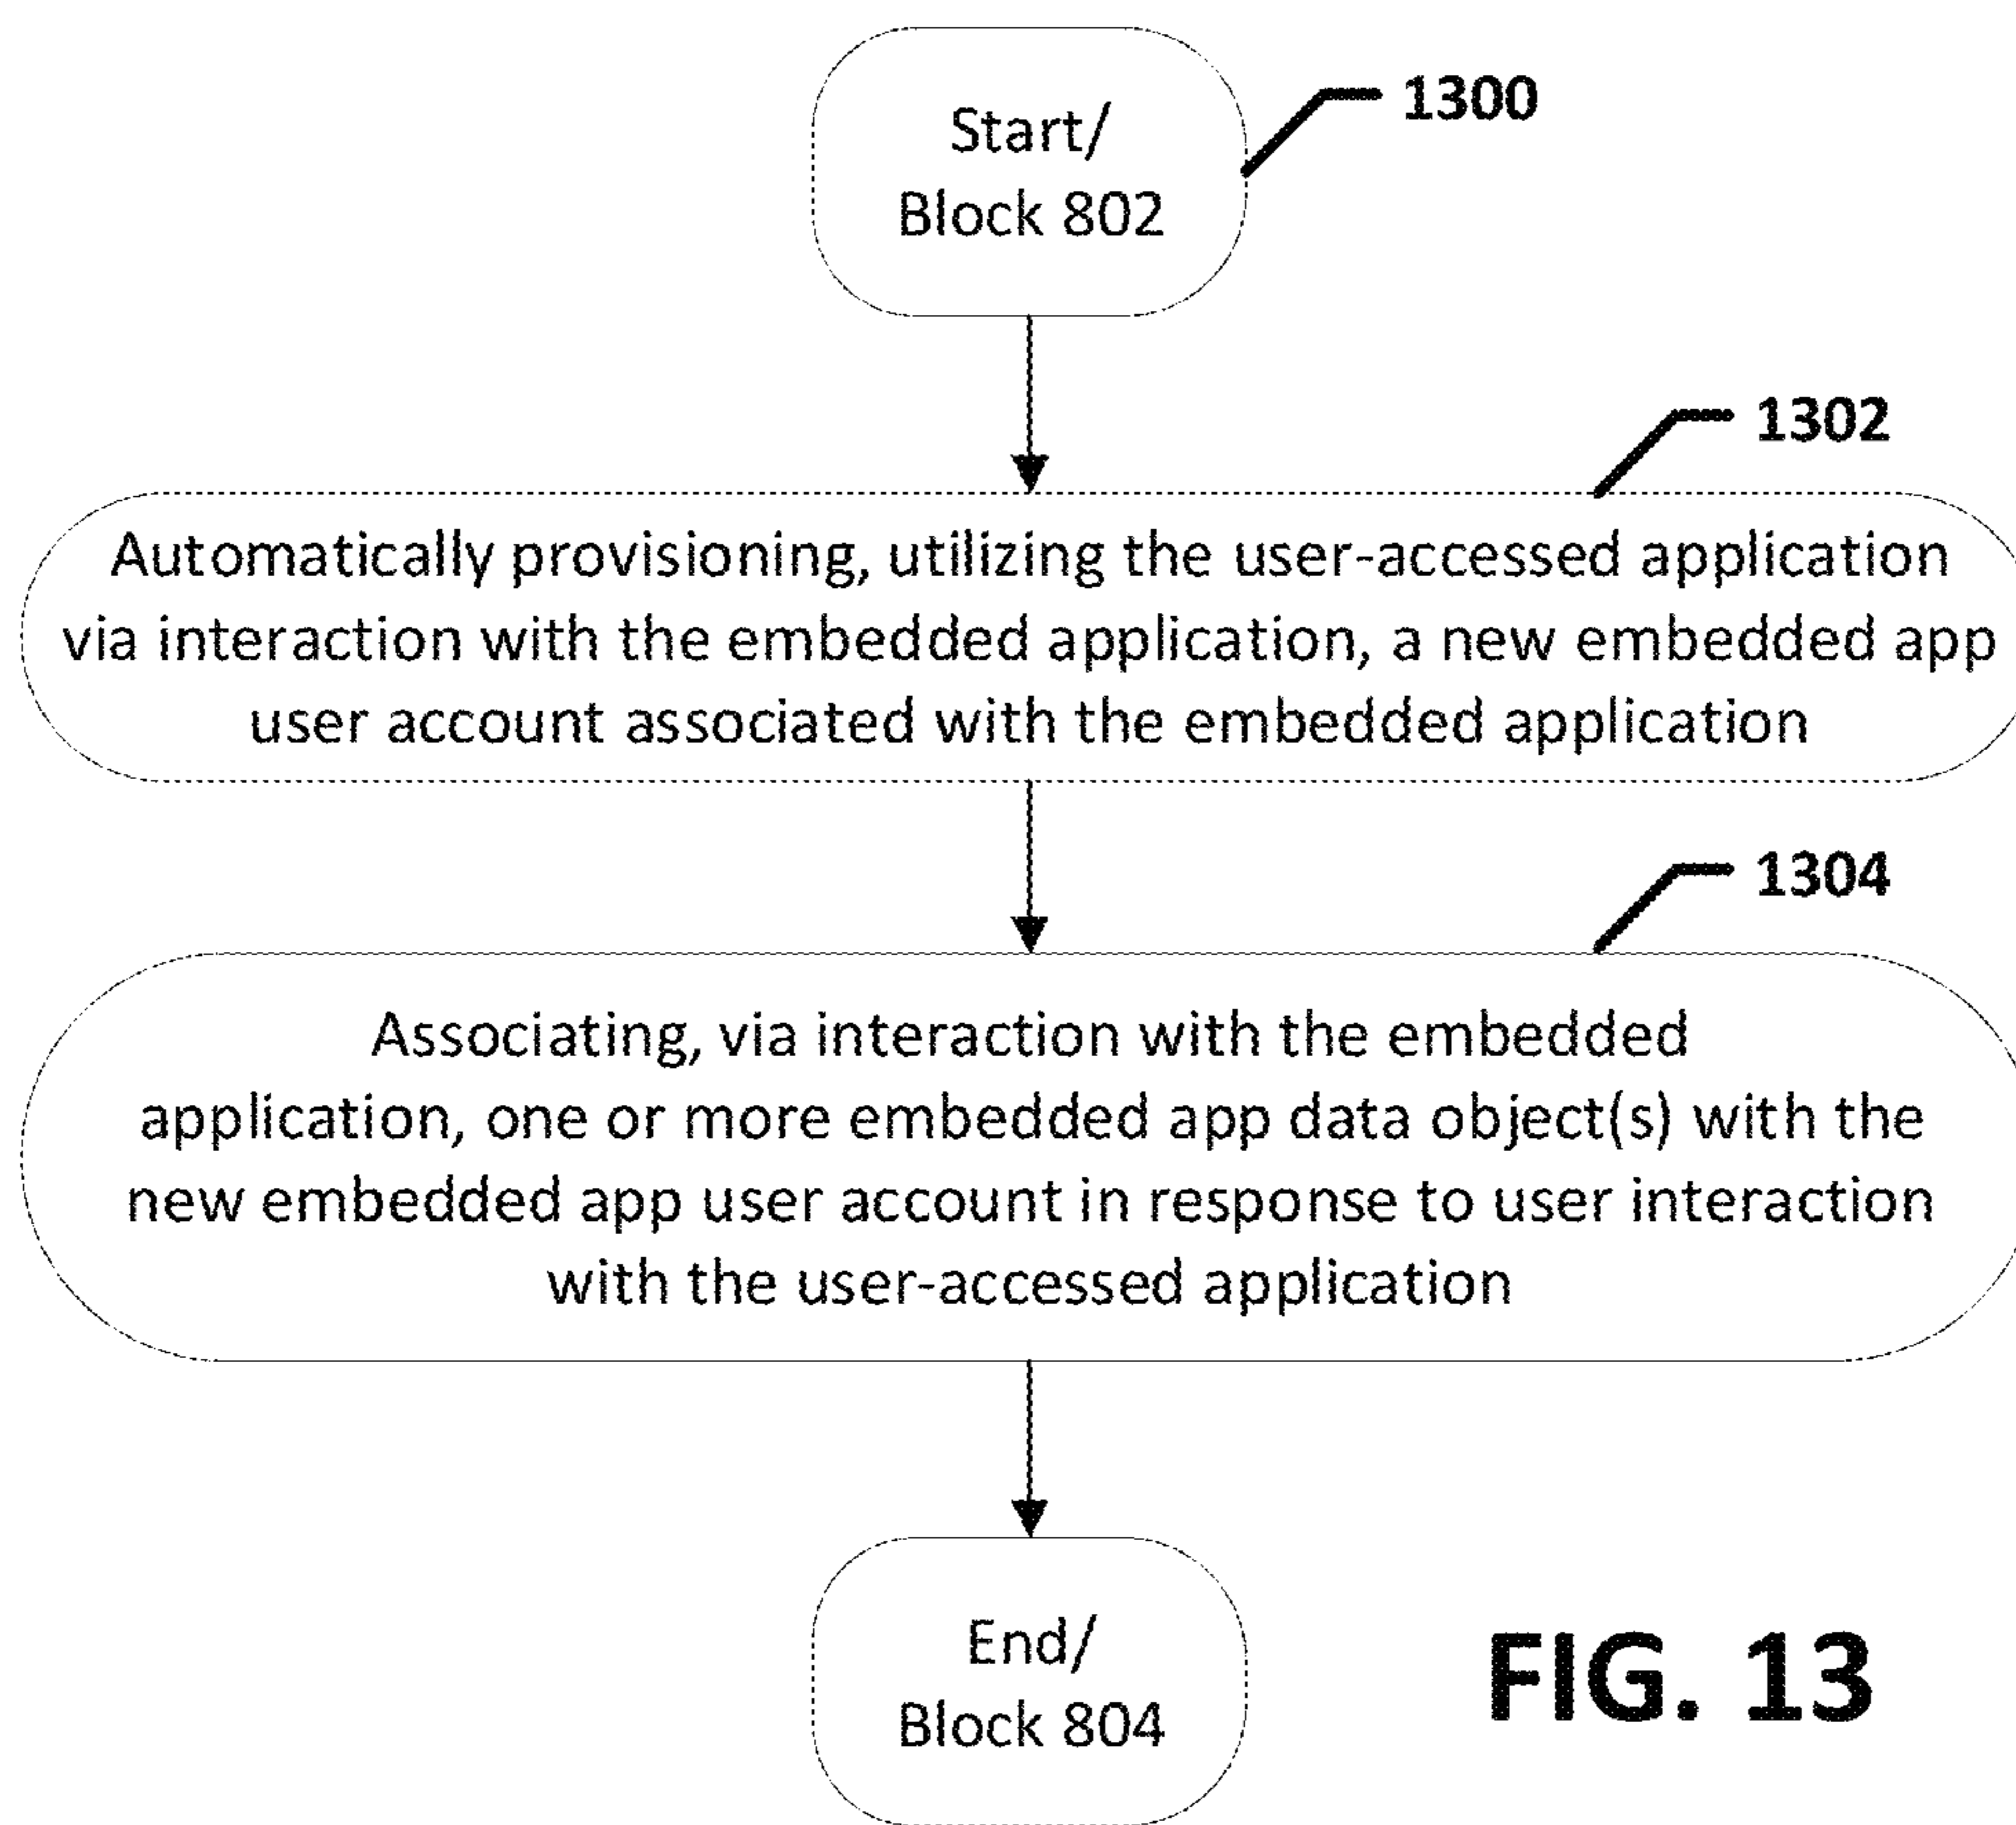 Start/
Block 802
1300
1302
Automatically provisioning, utilizing the user-accessed application
via interaction with the embedded application, a new embedded app
user account associated with the embedded application
1304
Associating, via interaction with the embedded
application, one or more embedded app data object(s) with the
new embedded app user account in response to user interaction
with the user-accessed application
End/
Block 804
FIG. 13